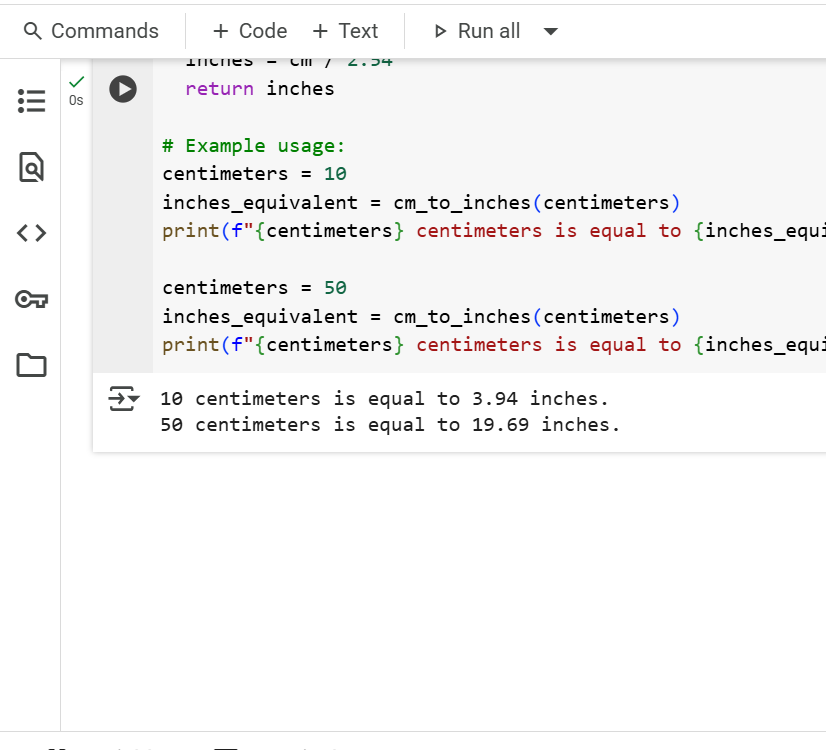 Commands + Code + Text Run all
inches = cm / 2.54
0s
return inches
# Example usage:
centimeters = 10
inches_equivalent = cm_to_inches(centimeters)
print(f"{centimeters} centimeters is equal to {inches_equi
centimeters = 50
inches_equivalent = cm_to_inches(centimeters)
print(f"{centimeters} centimeters is equal to {inches_equi
10 centimeters is equal to 3.94 inches.
50 centimeters is equal to 19.69 inches.